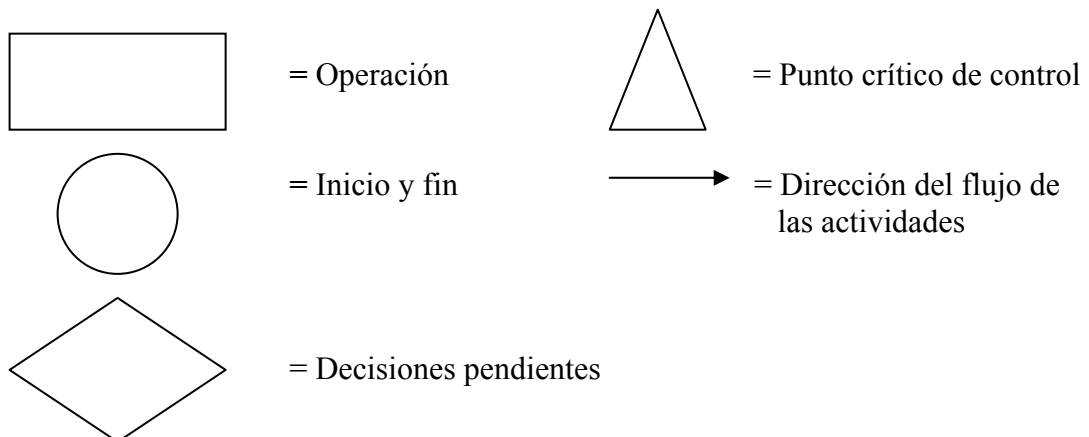 = Operación
= Punto crítico de control
= Inicio y fin
= Dirección del flujo de
las actividades
= Decisiones pendientes